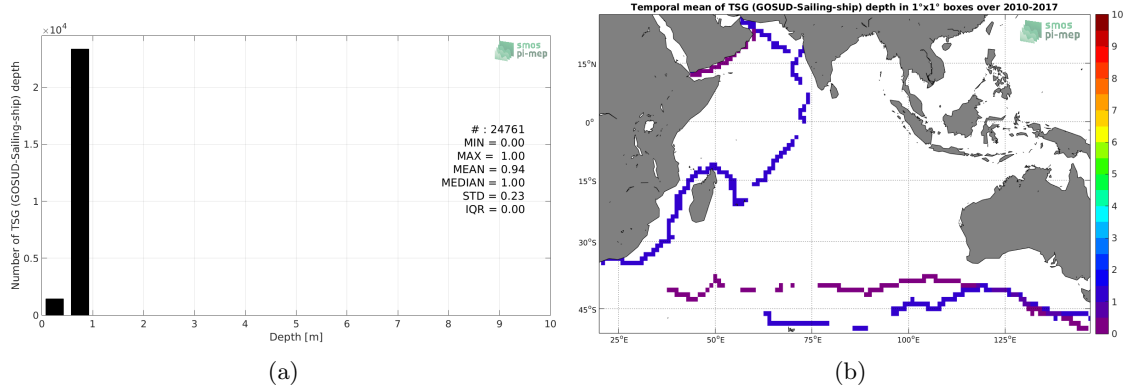 ×10⁴
2
1.5
1
0.5
0
0 1 2 3 4 5 6 7 8 9 10
Number of TSG (GOSUD-Sailing-ship) depth
Depth [m]
smos
pi-mep
# : 24761
MIN = 0.00
MAX = 1.00
MEAN = 0.94
MEDIAN = 1.00
STD = 0.23
IQR = 0.00
(a)
Temporal mean of TSG (GOSUD-Sailing-ship) depth in 1°x1° boxes over 2010-2017
smos
pi-mep
15°N
0°
15°S
30°S
45°S
25°E 50°E 75°E 100°E 125°E
10
9
8
7
6
5
4
3
2
1
0
(b)